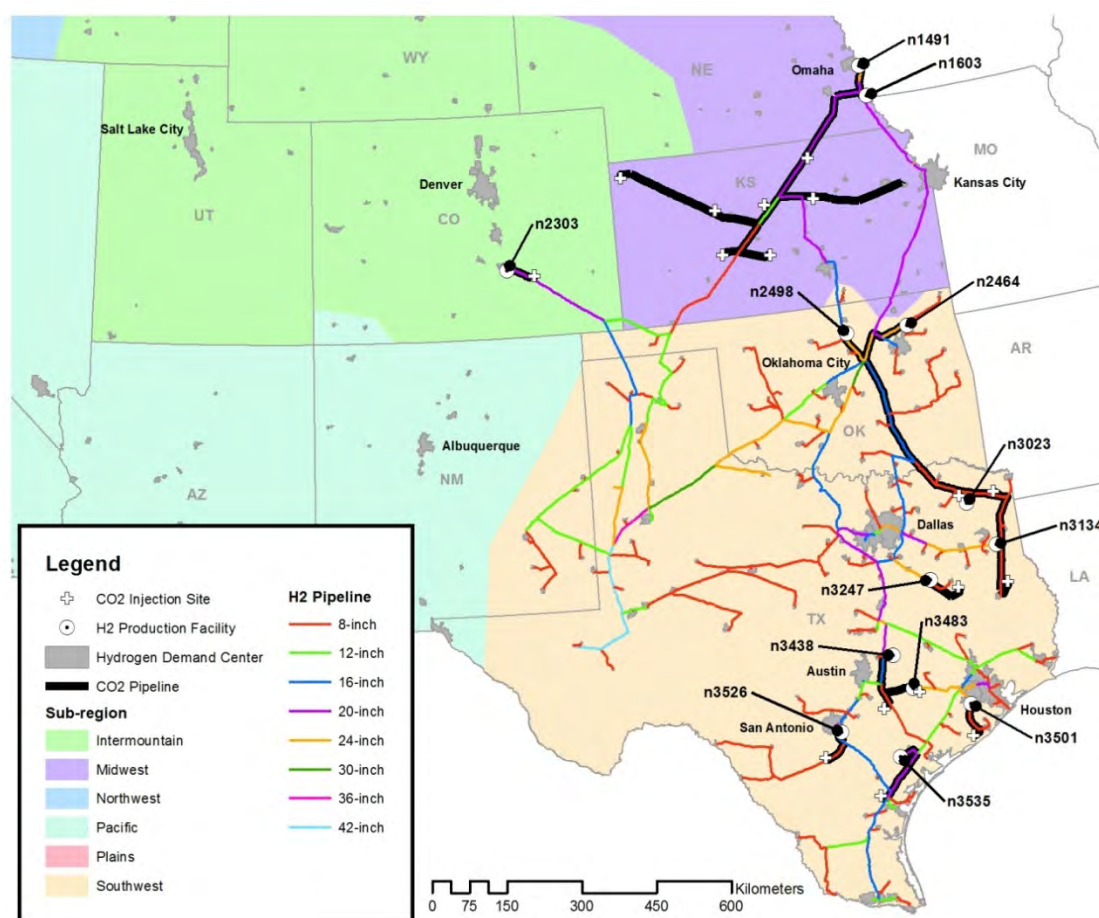 n1491
WY
NE
Omaha
n1603
Salt Lake City
MO
Denver
KS
Kansas City
UT
CO
n2303
n2498
n2464
AR
Oklahoma City
OK
Albuquerque
n3023
AZ
NM
Dallas
n3134
LA
n3247
TX
n3483
n3438
Austin
n3526
Houston
San Antonio
n3501
n3535
Legend
CO2 Injection Site
H2 Production Facility
Hydrogen Demand Center
CO2 Pipeline
Sub-region
Intermountain
Midwest
Northwest
Pacific
Plains
Southwest
H2 Pipeline
8-inch
12-inch
16-inch
20-inch
24-inch
30-inch
36-inch
42-inch
Kilometers
0 75 150 300 450 600